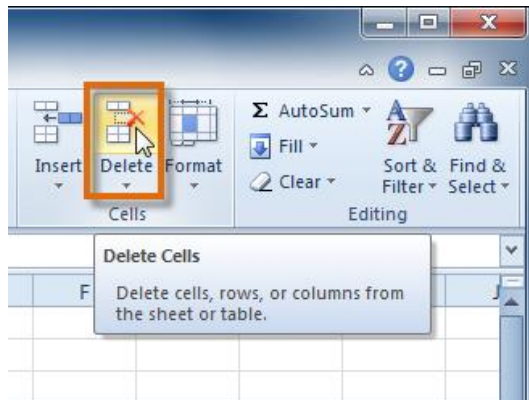 Σ AutoSum
Fill
Clear
Insert
Delete
Format
A
Z
Sort &
Filter
Find &
Select
Cells
Editing
Delete Cells
Delete cells, rows, or columns from
the sheet or table.
F
J